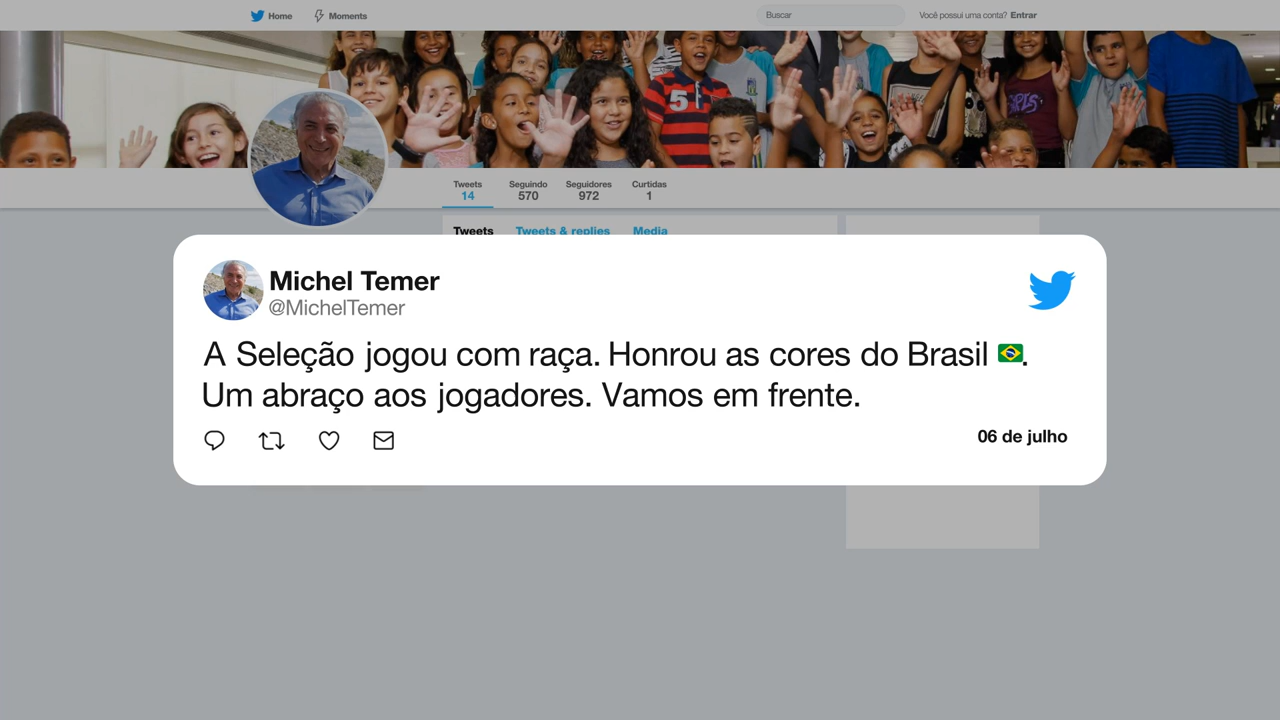 Home Moments Buscar Você possui uma conta? Entrar
5
Tweets Seguindo Seguidores Curtidas
14 570 972 1
Tweets Tweets & replies Media
Michel Temer
@MichelTemer
A Seleção jogou com raça. Honrou as cores do Brasil 🇧🇷.
Um abraço aos jogadores. Vamos em frente.
06 de julho